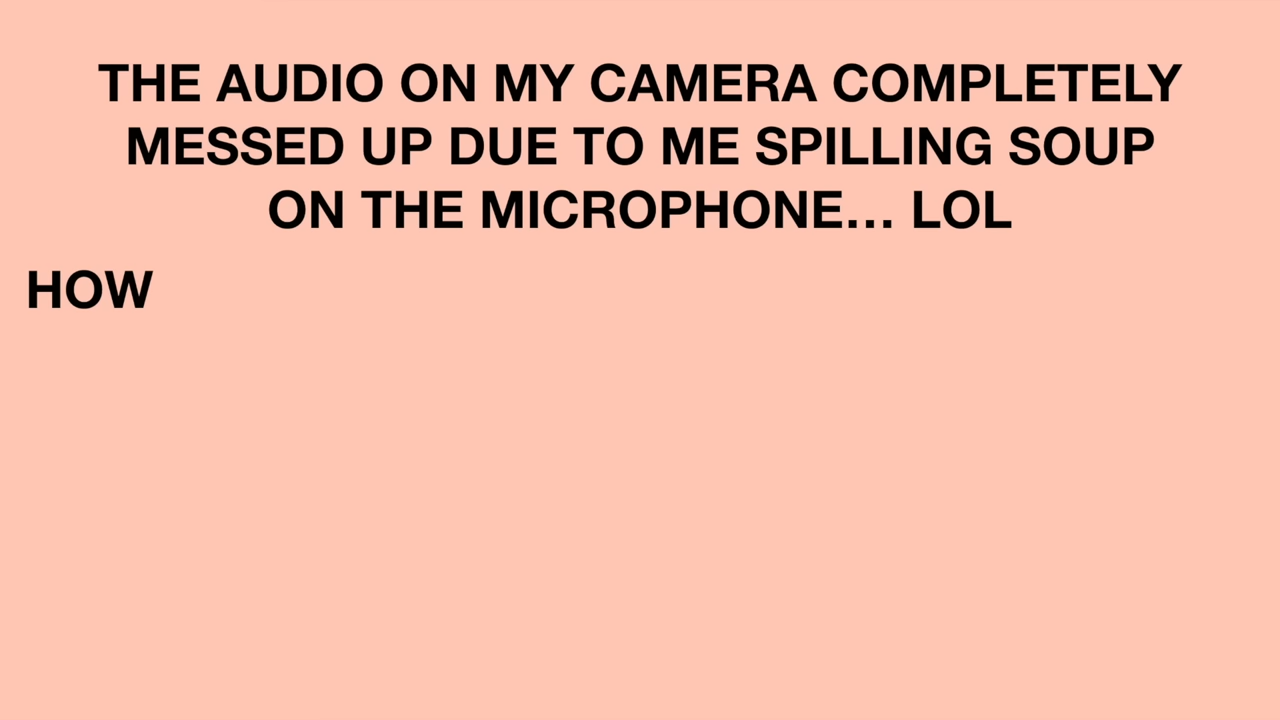 THE AUDIO ON MY CAMERA COMPLETELY
MESSED UP DUE TO ME SPILLING SOUP
ON THE MICROPHONE... LOL
HOW